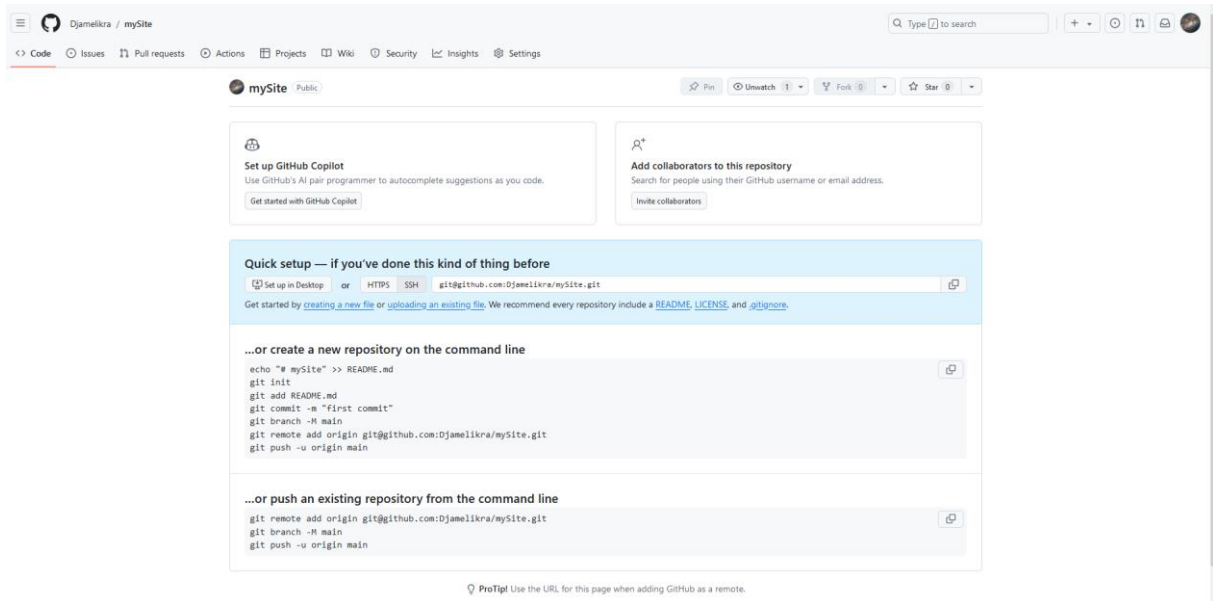 Djamelikra / mySite
Type / to search
Code Issues Pull requests Actions Projects Wiki Security Insights Settings
mySite Public
Pin Unwatch 1 Fork 0 Star 0
Set up GitHub Copilot
Use GitHub's AI pair programmer to autocomplete suggestions as you code.
Get started with GitHub Copilot
Add collaborators to this repository
Search for people using their GitHub username or email address.
Invite collaborators
Quick setup — if you've done this kind of thing before
Set up in Desktop or HTTPS SSH git@github.com:Djamelikra/mySite.git
Get started by creating a new file or uploading an existing file. We recommend every repository include a README, LICENSE, and .gitignore.
...or create a new repository on the command line
echo "# mySite" >> README.md
git init
git add README.md
git commit -m "first commit"
git branch -M main
git remote add origin git@github.com:Djamelikra/mySite.git
git push -u origin main
...or push an existing repository from the command line
git remote add origin git@github.com:Djamelikra/mySite.git
git branch -M main
git push -u origin main
ProTip! Use the URL for this page when adding GitHub as a remote.